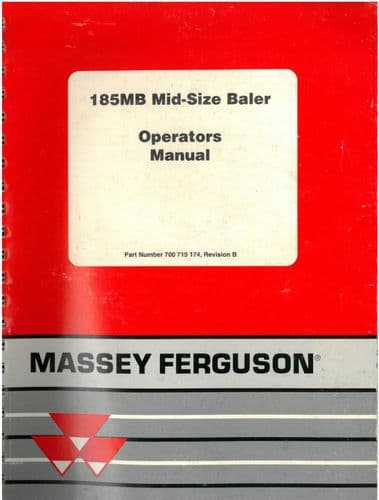 185MB Mid-Size Baler
Operators
Manual
Part Number 700 715 174, Revision B
MASSEY FERGUSON®